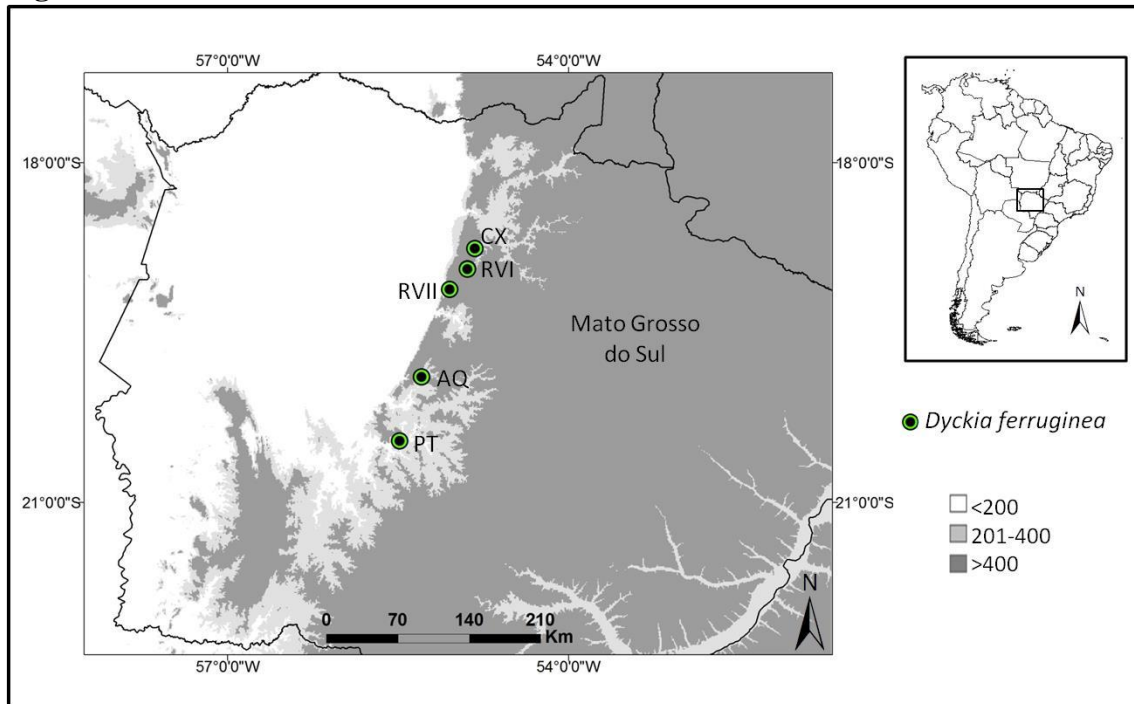 57°0'0"W
54°0'0"W
18°0'0"S
18°0'0"S
CX
RVI
RVII
Mato Grosso
do Sul
AQ
PT
21°0'0"S
21°0'0"S
0 70 140 210
Km
N
57°0'0"W
54°0'0"W
N
Dyckia ferruginea
<200
201-400
>400